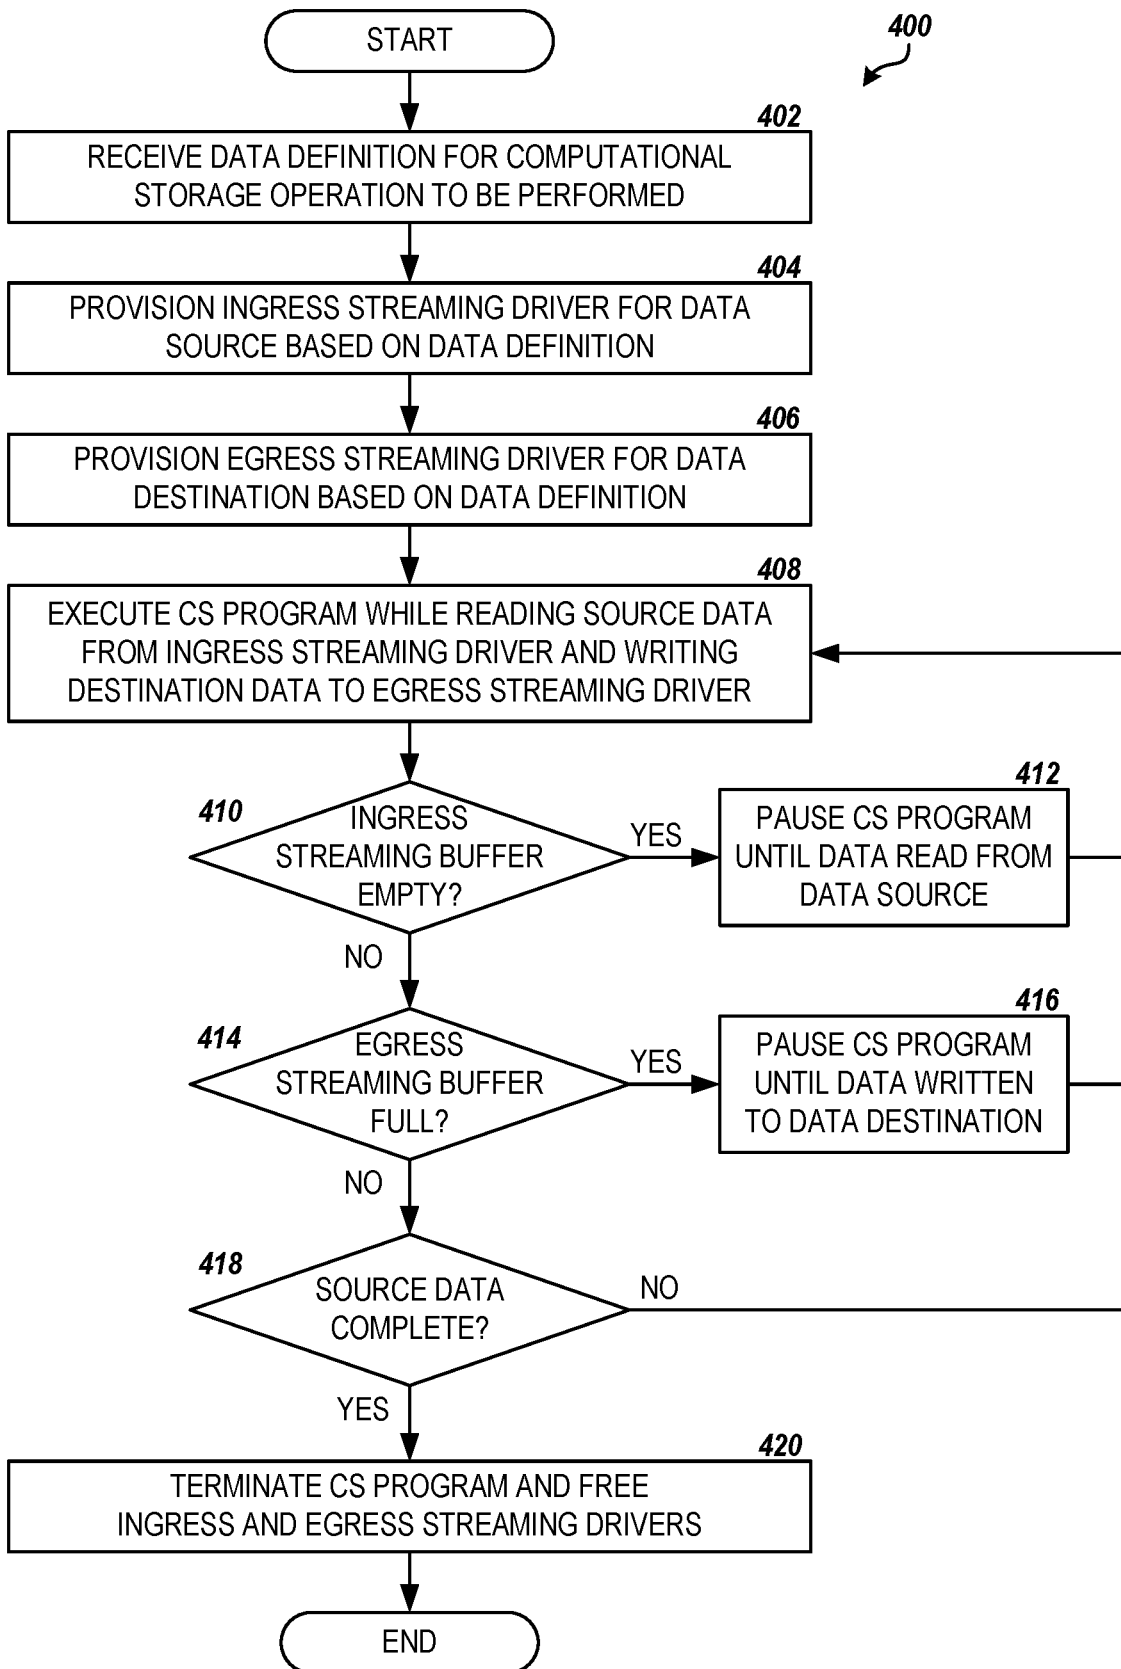 START
400
402
RECEIVE DATA DEFINITION FOR COMPUTATIONAL
STORAGE OPERATION TO BE PERFORMED
404
PROVISION INGRESS STREAMING DRIVER FOR DATA
SOURCE BASED ON DATA DEFINITION
406
PROVISION EGRESS STREAMING DRIVER FOR DATA
DESTINATION BASED ON DATA DEFINITION
408
EXECUTE CS PROGRAM WHILE READING SOURCE DATA
FROM INGRESS STREAMING DRIVER AND WRITING
DESTINATION DATA TO EGRESS STREAMING DRIVER
410
INGRESS
STREAMING BUFFER
EMPTY?
YES
412
PAUSE CS PROGRAM
UNTIL DATA READ FROM
DATA SOURCE
NO
414
EGRESS
STREAMING BUFFER
FULL?
YES
416
PAUSE CS PROGRAM
UNTIL DATA WRITTEN
TO DATA DESTINATION
NO
418
SOURCE DATA
COMPLETE?
NO
YES
420
TERMINATE CS PROGRAM AND FREE
INGRESS AND EGRESS STREAMING DRIVERS
END